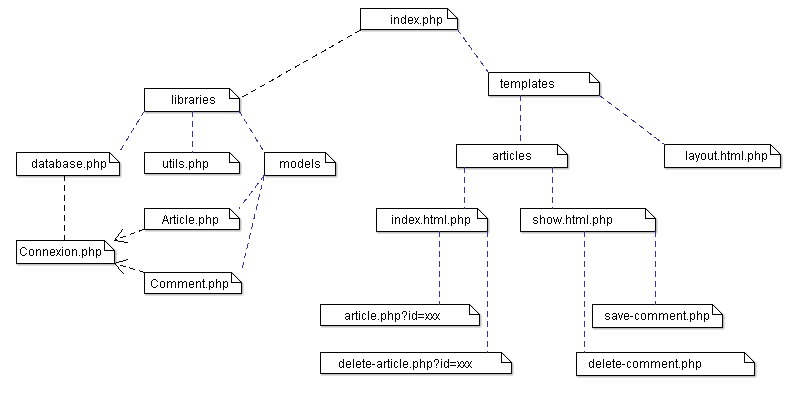 index.php
templates
libraries
database.php
utils.php
models
articles
layout.html.php
Article.php
index.html.php
show.html.php
Connexion.php
Comment.php
article.php?id=xxx
save-comment.php
delete-article.php?id=xxx
delete-comment.php